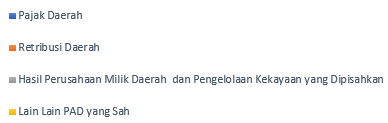 Pajak Daerah
Retribusi Daerah
Hasil Perusahaan Milik Daerah  dan Pengelolaan Kekayaan yang Dipisahkan
Lain Lain PAD yang Sah